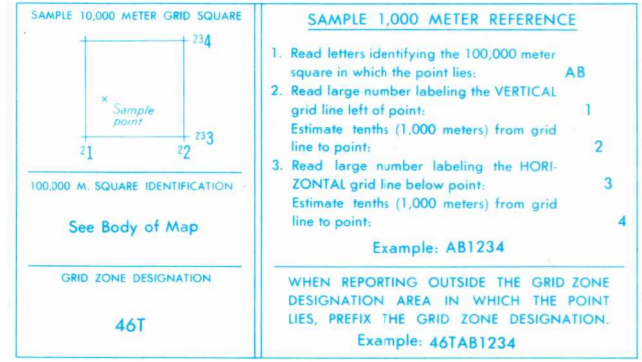 SAMPLE 10,000 METER GRID SQUARE
234
Sample
point
233
21
22
100,000 M. SQUARE IDENTIFICATION
See Body of Map
GRID ZONE DESIGNATION
46T
SAMPLE 1,000 METER REFERENCE
1. Read letters identifying the 100,000 meter
square in which the point lies: AB
2. Read large number labeling the VERTICAL
grid line left of point: 1
Estimate tenths (1,000 meters) from grid
line to point: 2
3. Read large number labeling the HORI-
ZONTAL grid line below point: 3
Estimate tenths (1,000 meters) from grid
line to point: 4
Example: AB1234
WHEN REPORTING OUTSIDE THE GRID ZONE
DESIGNATION AREA IN WHICH THE POINT
LIES, PREFIX THE GRID ZONE DESIGNATION.
Example: 46TAB1234